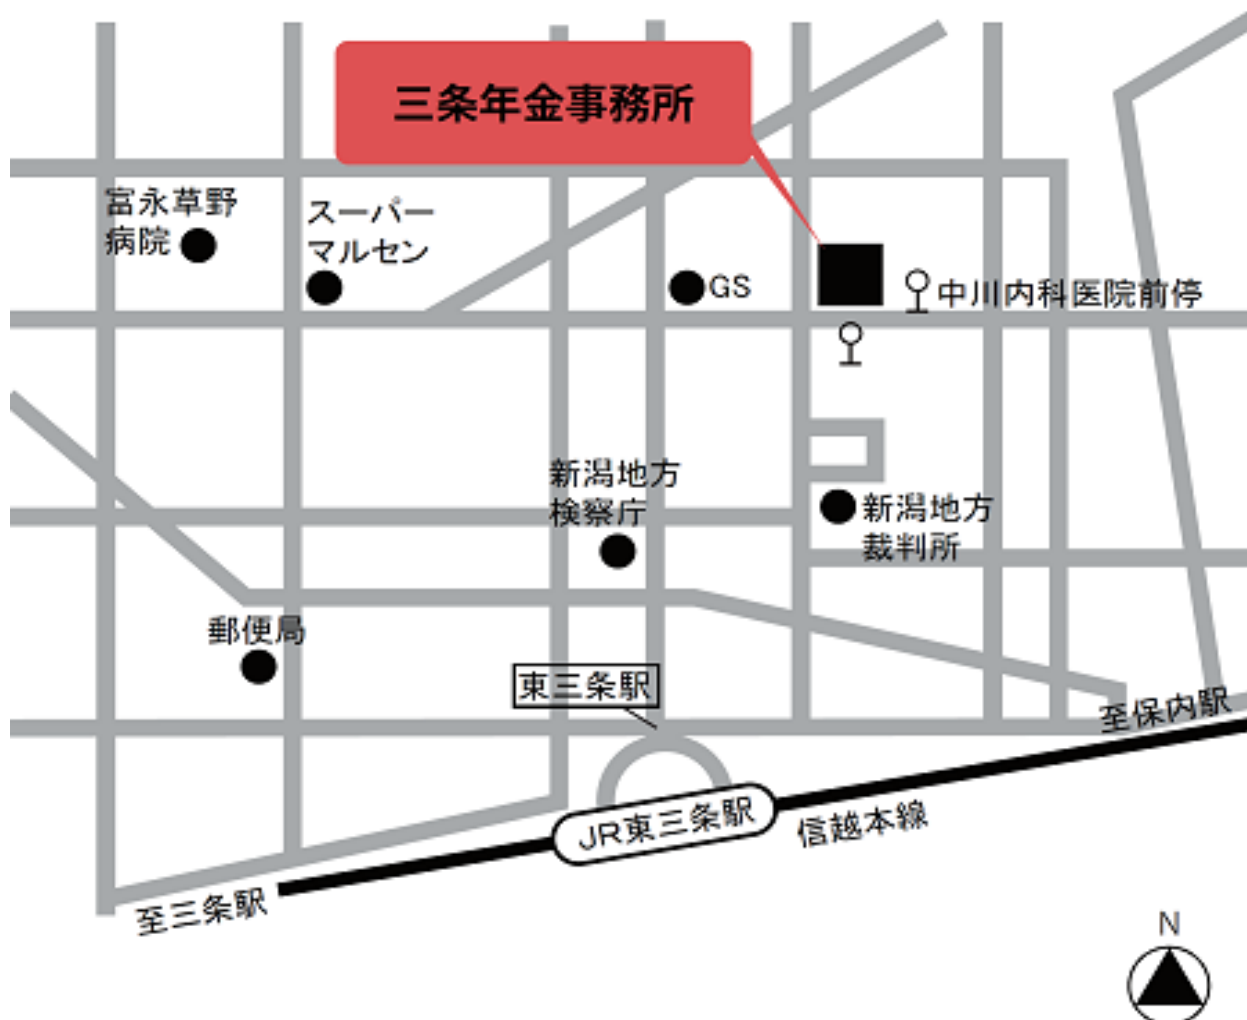 三条年金事務所
富永草野
病院
スーパー
マルセン
GS
中川内科医院前停
新潟地方
検察庁
新潟地方
裁判所
郵便局
東三条駅
至保内駅
JR東三条駅
信越本線
至三条駅
N